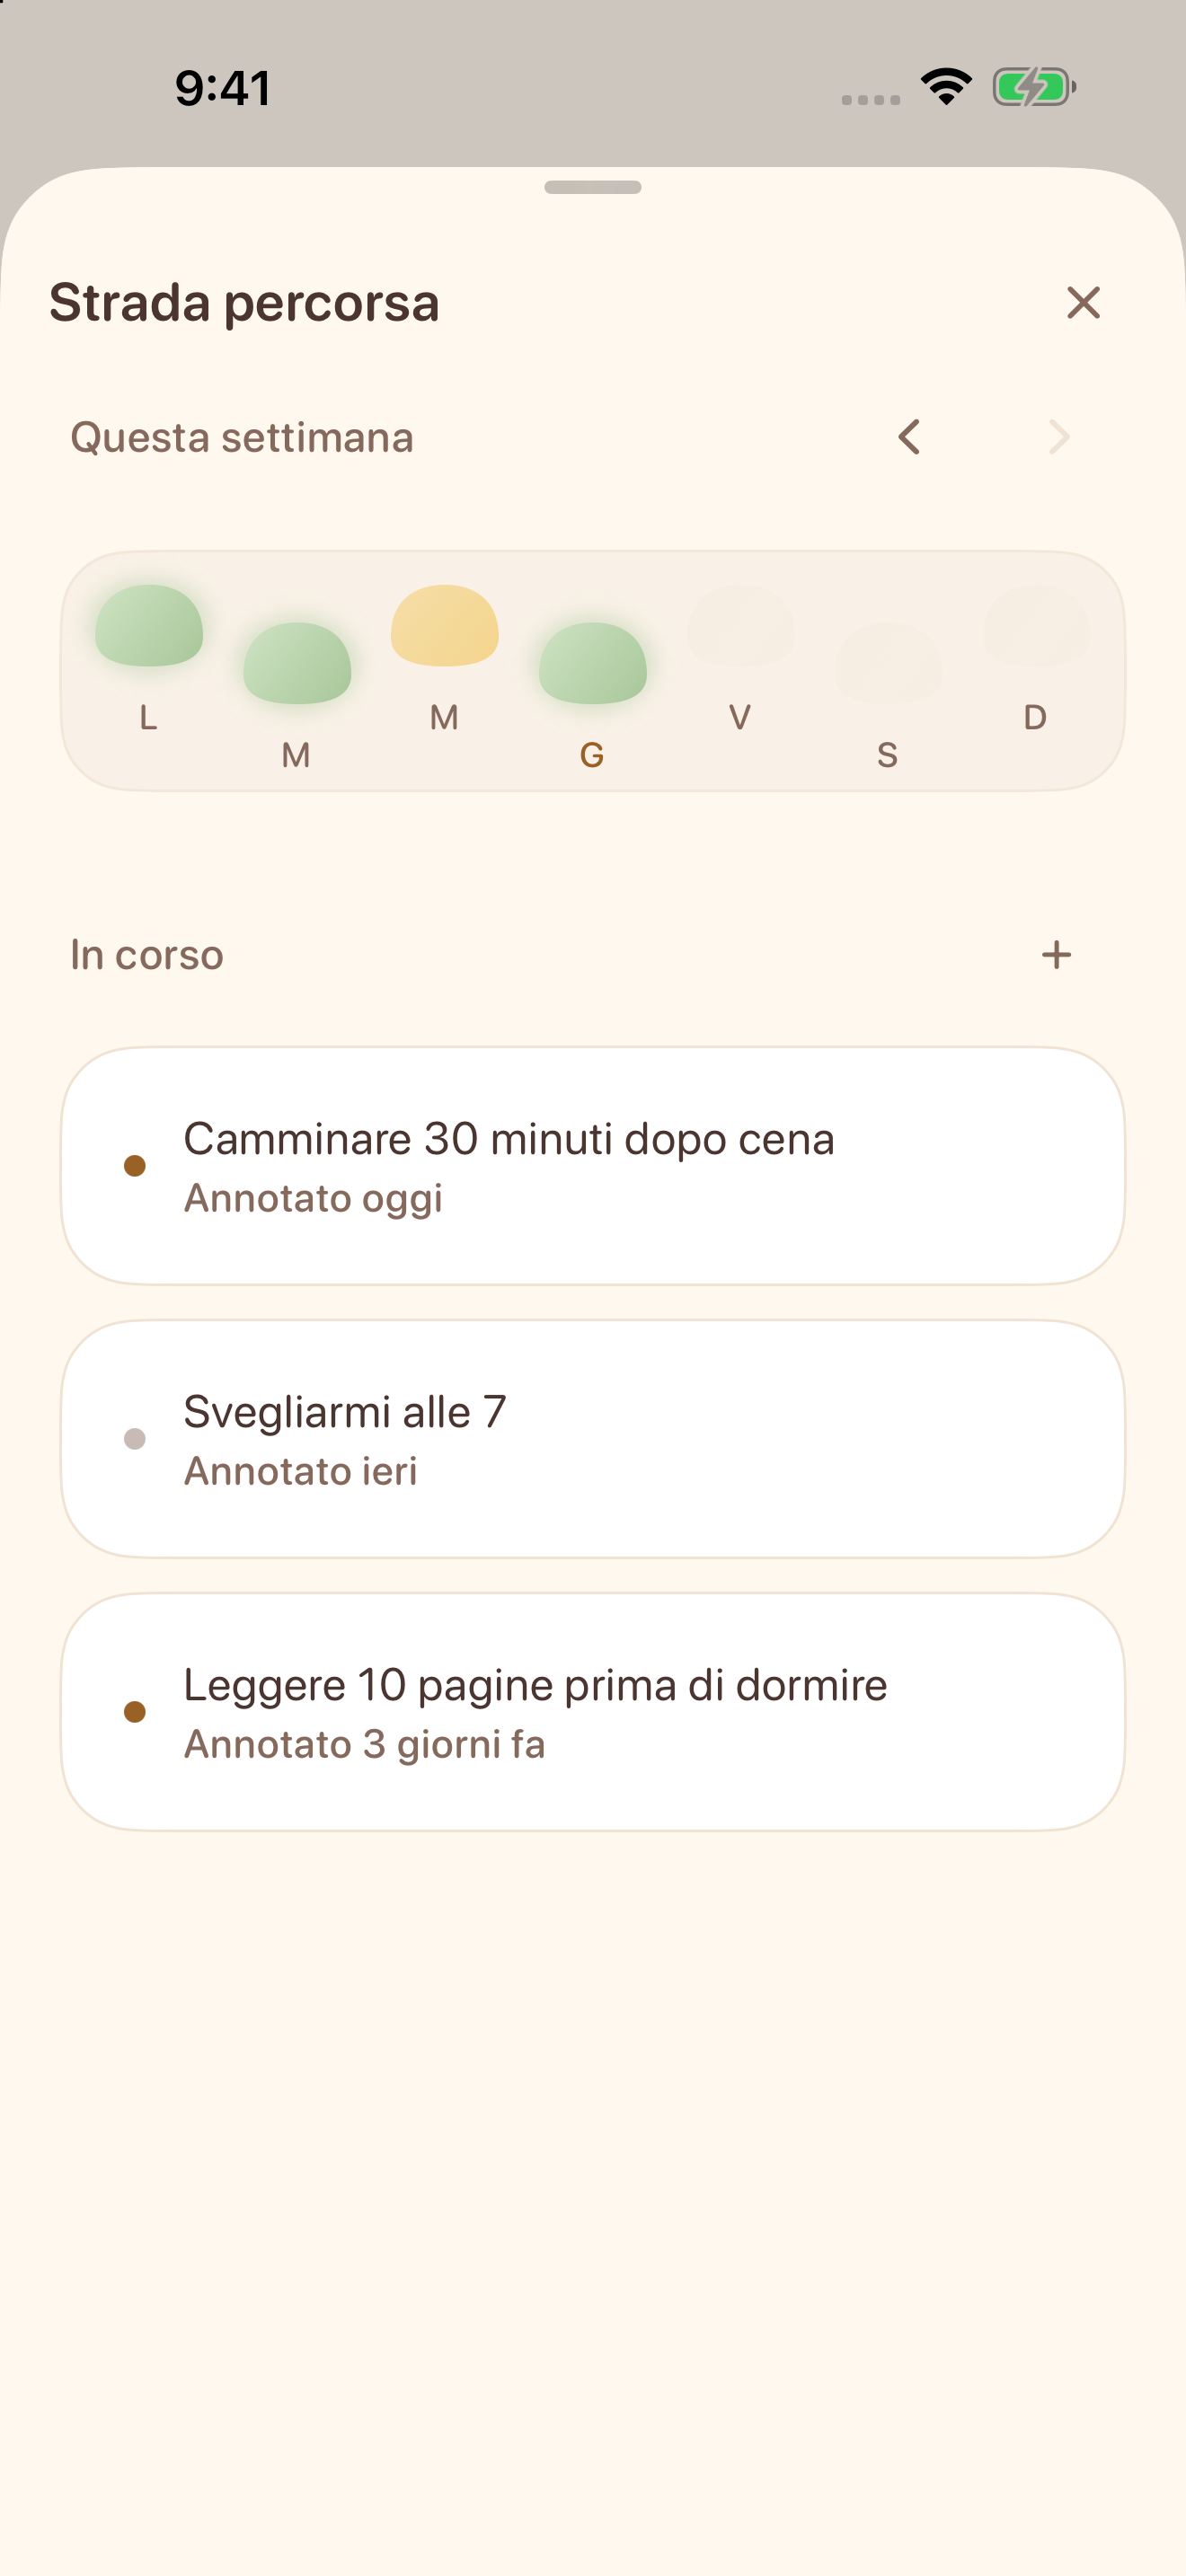 9:41
Strada percorsa
Questa settimana
L
M
M
G
V
S
D
In corso
Camminare 30 minuti dopo cena
Annotato oggi
Svegliarmi alle 7
Annotato ieri
Leggere 10 pagine prima di dormire
Annotato 3 giorni fa